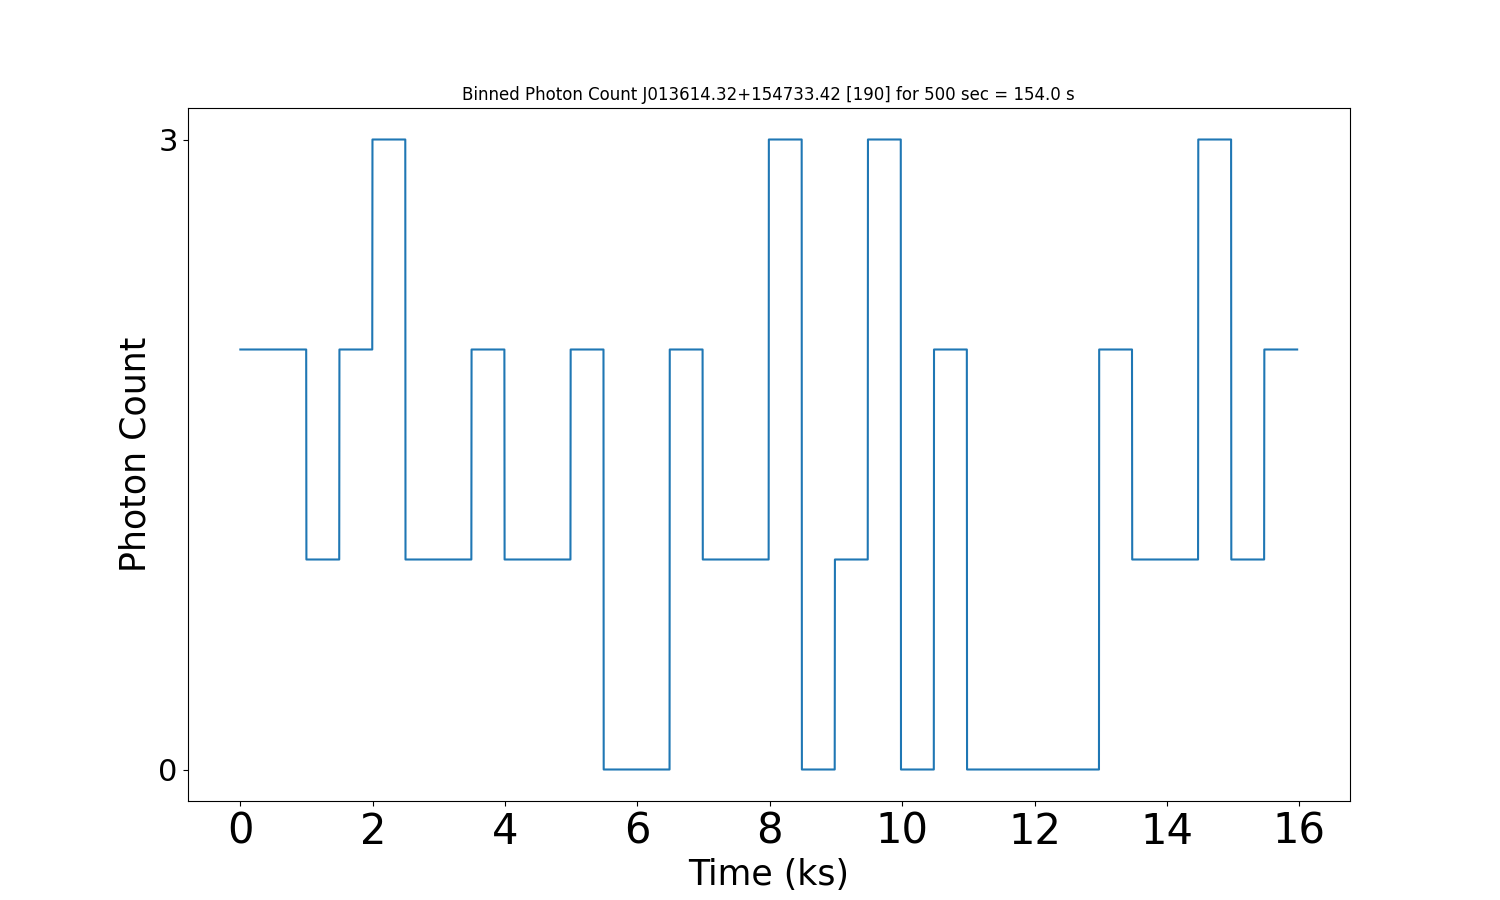 Binned Photon Count J013614.32+154733.42 [190] for 500 sec = 154.0 s
3
Photon Count
0
0 2 4 6 8 10 12 14 16
Time (ks)